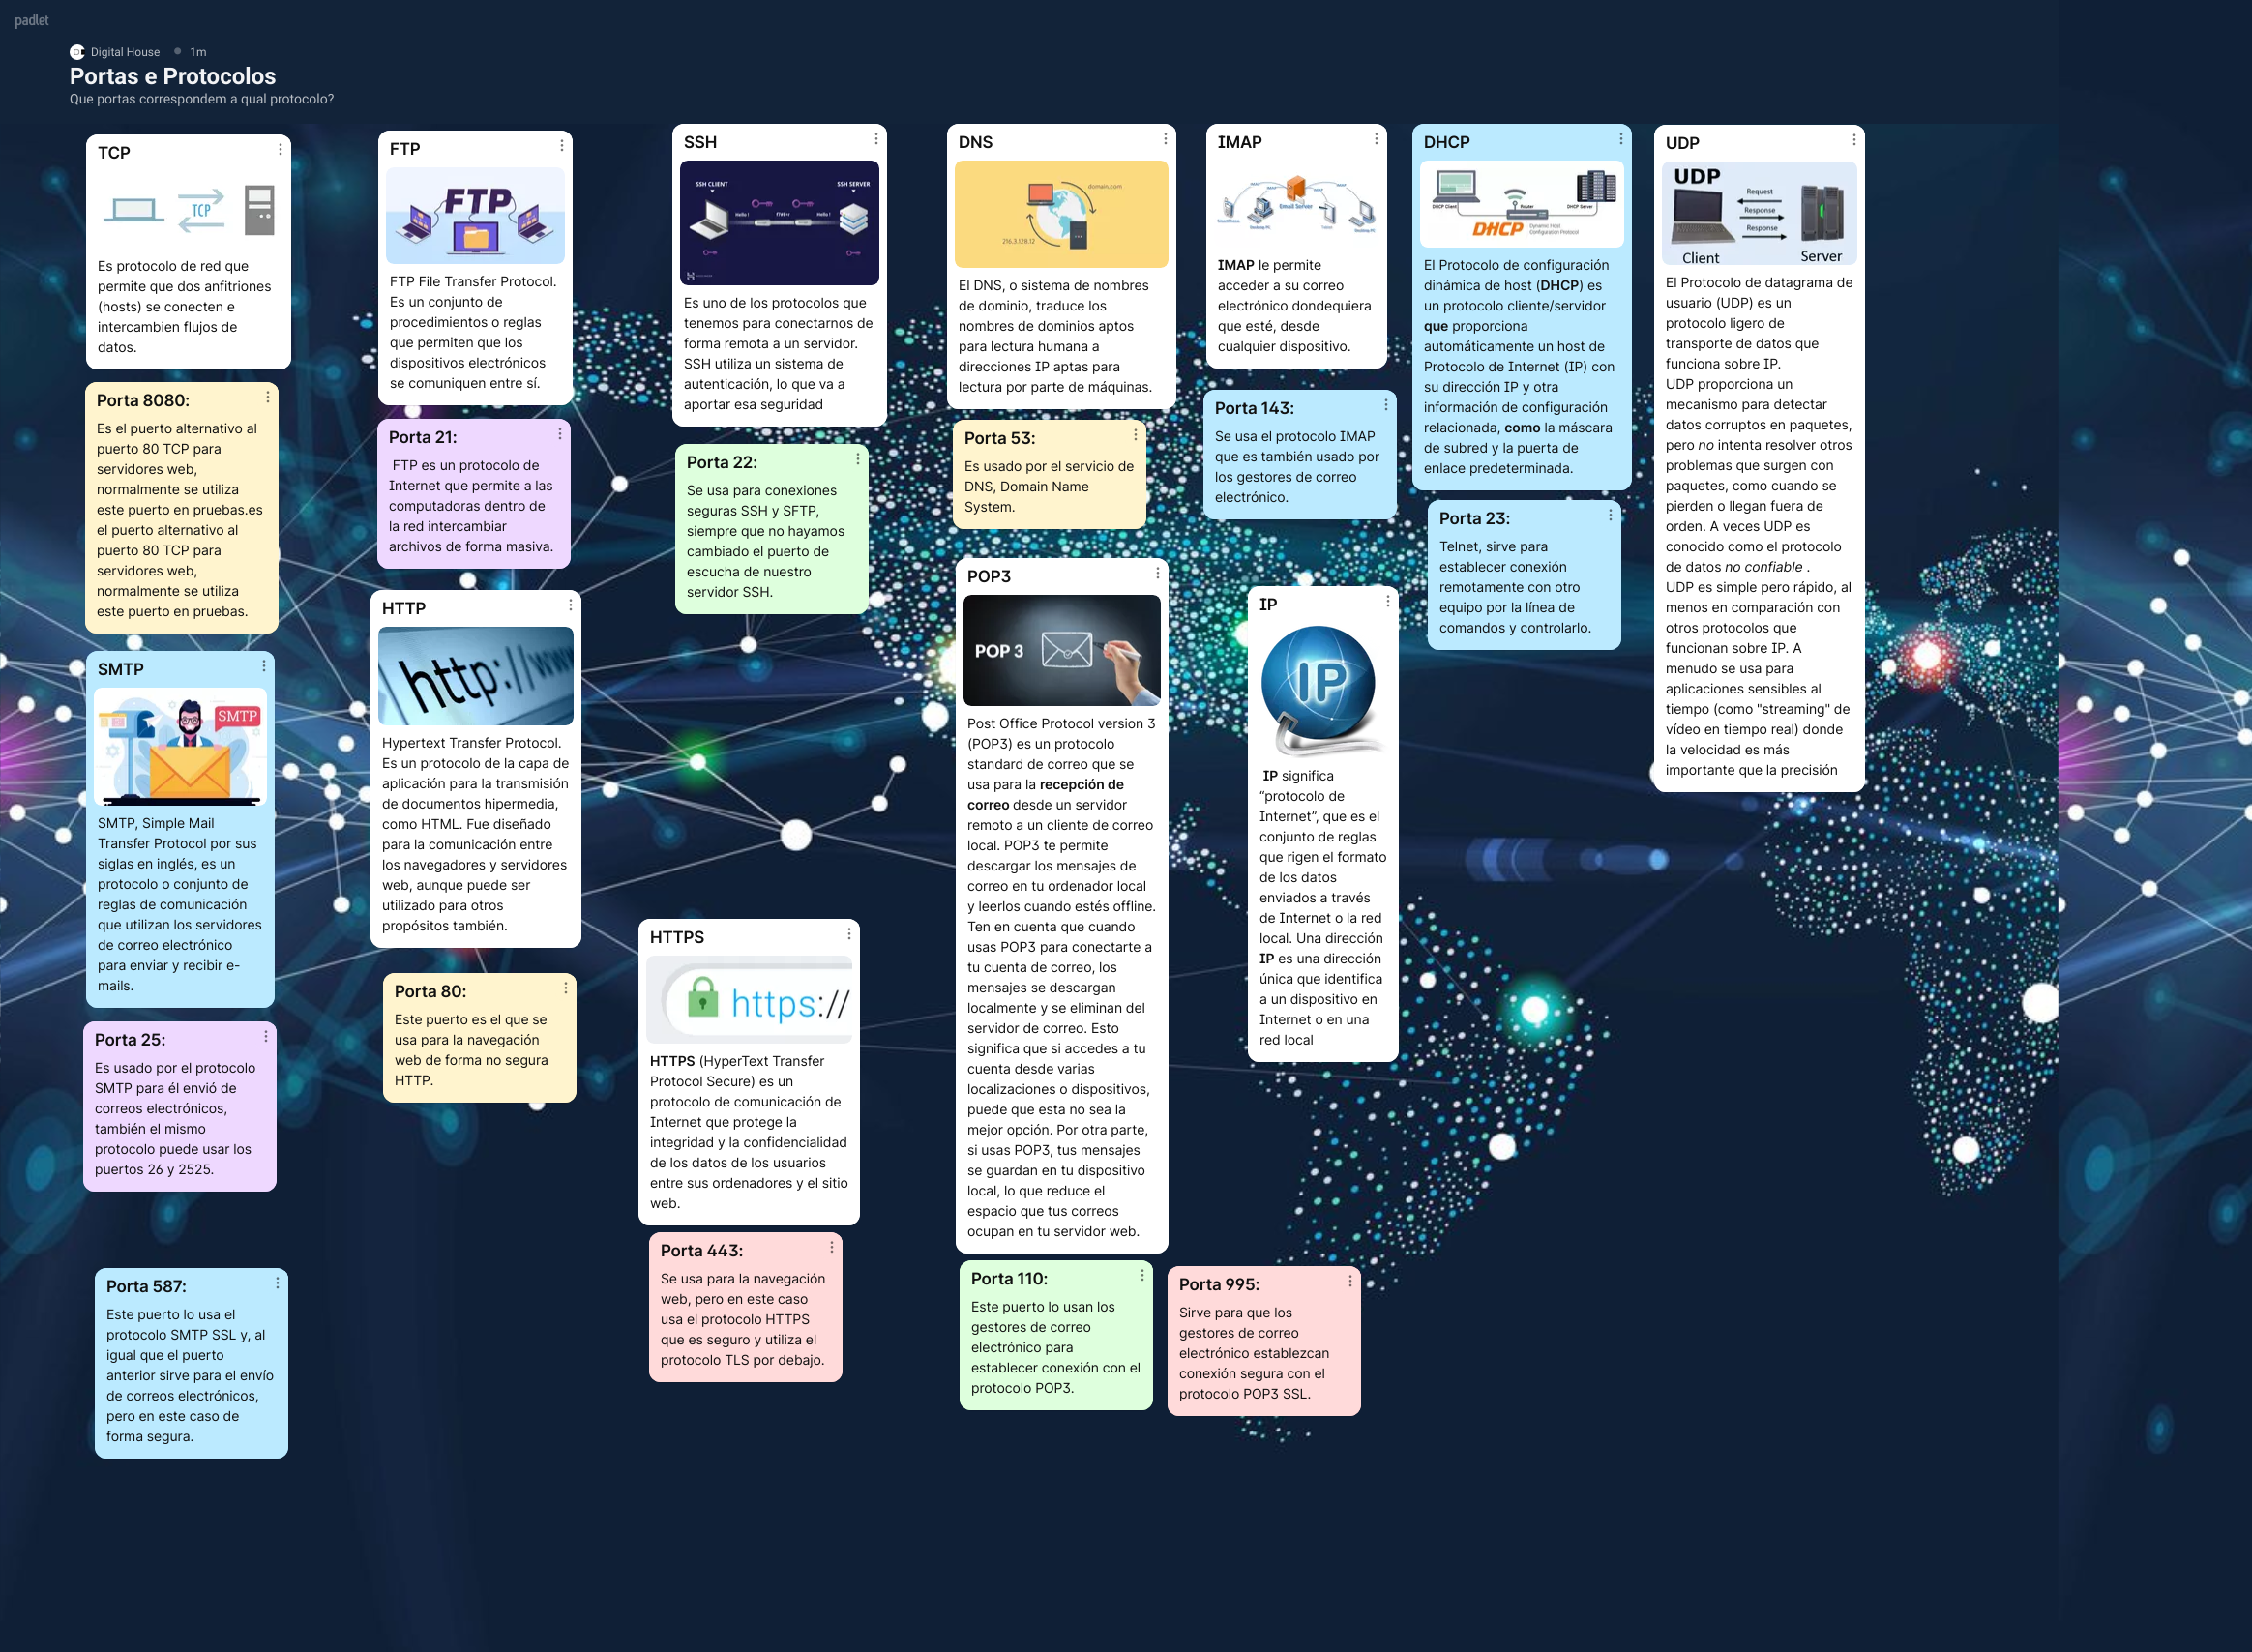 padlet
Digital House 1m
Portas e Protocolos
Que portas correspondem a qual protocolo?
TCP
TCP
Es protocolo de red que
permite que dos anfitriones
(hosts) se conecten e
intercambien flujos de
datos.
Porta 8080:
Es el puerto alternativo al
puerto 80 TCP para
servidores web,
normalmente se utiliza
este puerto en pruebas.es
el puerto alternativo al
puerto 80 TCP para
servidores web,
normalmente se utiliza
este puerto en pruebas.
SMTP
SMTP
SMTP, Simple Mail
Transfer Protocol por sus
siglas en inglés, es un
protocolo o conjunto de
reglas de comunicación
que utilizan los servidores
de correo electrónico
para enviar y recibir e-
mails.
Porta 25:
Es usado por el protocolo
SMTP para él envió de
correos electrónicos,
también el mismo
protocolo puede usar los
puertos 26 y 2525.
Porta 587:
Este puerto lo usa el
protocolo SMTP SSL y, al
igual que el puerto
anterior sirve para el envío
de correos electrónicos,
pero en este caso de
forma segura.
FTP
FTP
FTP File Transfer Protocol.
Es un conjunto de
procedimientos o reglas
que permiten que los
dispositivos electrónicos
se comuniquen entre sí.
Porta 21:
FTP es un protocolo de
Internet que permite a las
computadoras dentro de
la red intercambiar
archivos de forma masiva.
HTTP
http://www
Hypertext Transfer Protocol.
Es un protocolo de la capa de
aplicación para la transmisión
de documentos hipermedia,
como HTML. Fue diseñado
para la comunicación entre
los navegadores y servidores
web, aunque puede ser
utilizado para otros
propósitos también.
Porta 80:
Este puerto es el que se
usa para la navegación
web de forma no segura
HTTP.
SSH
SSH CLIENT SSH SERVER
Hello ! Hello !
Es uno de los protocolos que
tenemos para conectarnos de
forma remota a un servidor.
SSH utiliza un sistema de
autenticación, lo que va a
aportar esa seguridad
Porta 22:
Se usa para conexiones
seguras SSH y SFTP,
siempre que no hayamos
cambiado el puerto de
escucha de nuestro
servidor SSH.
HTTPS
https://
HTTPS (HyperText Transfer
Protocol Secure) es un
protocolo de comunicación de
Internet que protege la
integridad y la confidencialidad
de los datos de los usuarios
entre sus ordenadores y el sitio
web.
Porta 443:
Se usa para la navegación
web, pero en este caso
usa el protocolo HTTPS
que es seguro y utiliza el
protocolo TLS por debajo.
DNS
domain.com
216.3.128.12
El DNS, o sistema de nombres
de dominio, traduce los
nombres de dominios aptos
para lectura humana a
direcciones IP aptas para
lectura por parte de máquinas.
Porta 53:
Es usado por el servicio de
DNS, Domain Name
System.
POP3
POP 3
Post Office Protocol version 3
(POP3) es un protocolo
standard de correo que se
usa para la recepción de
correo desde un servidor
remoto a un cliente de correo
local. POP3 te permite
descargar los mensajes de
correo en tu ordenador local
y leerlos cuando estés offline.
Ten en cuenta que cuando
usas POP3 para conectarte a
tu cuenta de correo, los
mensajes se descargan
localmente y se eliminan del
servidor de correo. Esto
significa que si accedes a tu
cuenta desde varias
localizaciones o dispositivos,
puede que esta no sea la
mejor opción. Por otra parte,
si usas POP3, tus mensajes
se guardan en tu dispositivo
local, lo que reduce el
espacio que tus correos
ocupan en tu servidor web.
Porta 110:
Este puerto lo usan los
gestores de correo
electrónico para
establecer conexión con el
protocolo POP3.
Porta 995:
Sirve para que los
gestores de correo
electrónico establezcan
conexión segura con el
protocolo POP3 SSL.
IMAP
Email Server
IMAP le permite
acceder a su correo
electrónico dondequiera
que esté, desde
cualquier dispositivo.
Porta 143:
Se usa el protocolo IMAP
que es también usado por
los gestores de correo
electrónico.
IP
IP
IP significa
“protocolo de
Internet”, que es el
conjunto de reglas
que rigen el formato
de los datos
enviados a través
de Internet o la red
local. Una dirección
IP es una dirección
única que identifica
a un dispositivo en
Internet o en una
red local
DHCP
DHCP Client Router DHCP Server
DHCP Dynamic Host
Configuration Protocol
El Protocolo de configuración
dinámica de host (DHCP) es
un protocolo cliente/servidor
que proporciona
automáticamente un host de
Protocolo de Internet (IP) con
su dirección IP y otra
información de configuración
relacionada, como la máscara
de subred y la puerta de
enlace predeterminada.
Porta 23:
Telnet, sirve para
establecer conexión
remotamente con otro
equipo por la línea de
comandos y controlarlo.
UDP
UDP
Request
Response
Response
Client Server
El Protocolo de datagrama de
usuario (UDP) es un
protocolo ligero de
transporte de datos que
funciona sobre IP.
UDP proporciona un
mecanismo para detectar
datos corruptos en paquetes,
pero no intenta resolver otros
problemas que surgen con
paquetes, como cuando se
pierden o llegan fuera de
orden. A veces UDP es
conocido como el protocolo
de datos no confiable .
UDP es simple pero rápido, al
menos en comparación con
otros protocolos que
funcionan sobre IP. A
menudo se usa para
aplicaciones sensibles al
tiempo (como "streaming" de
vídeo en tiempo real) donde
la velocidad es más
importante que la precisión